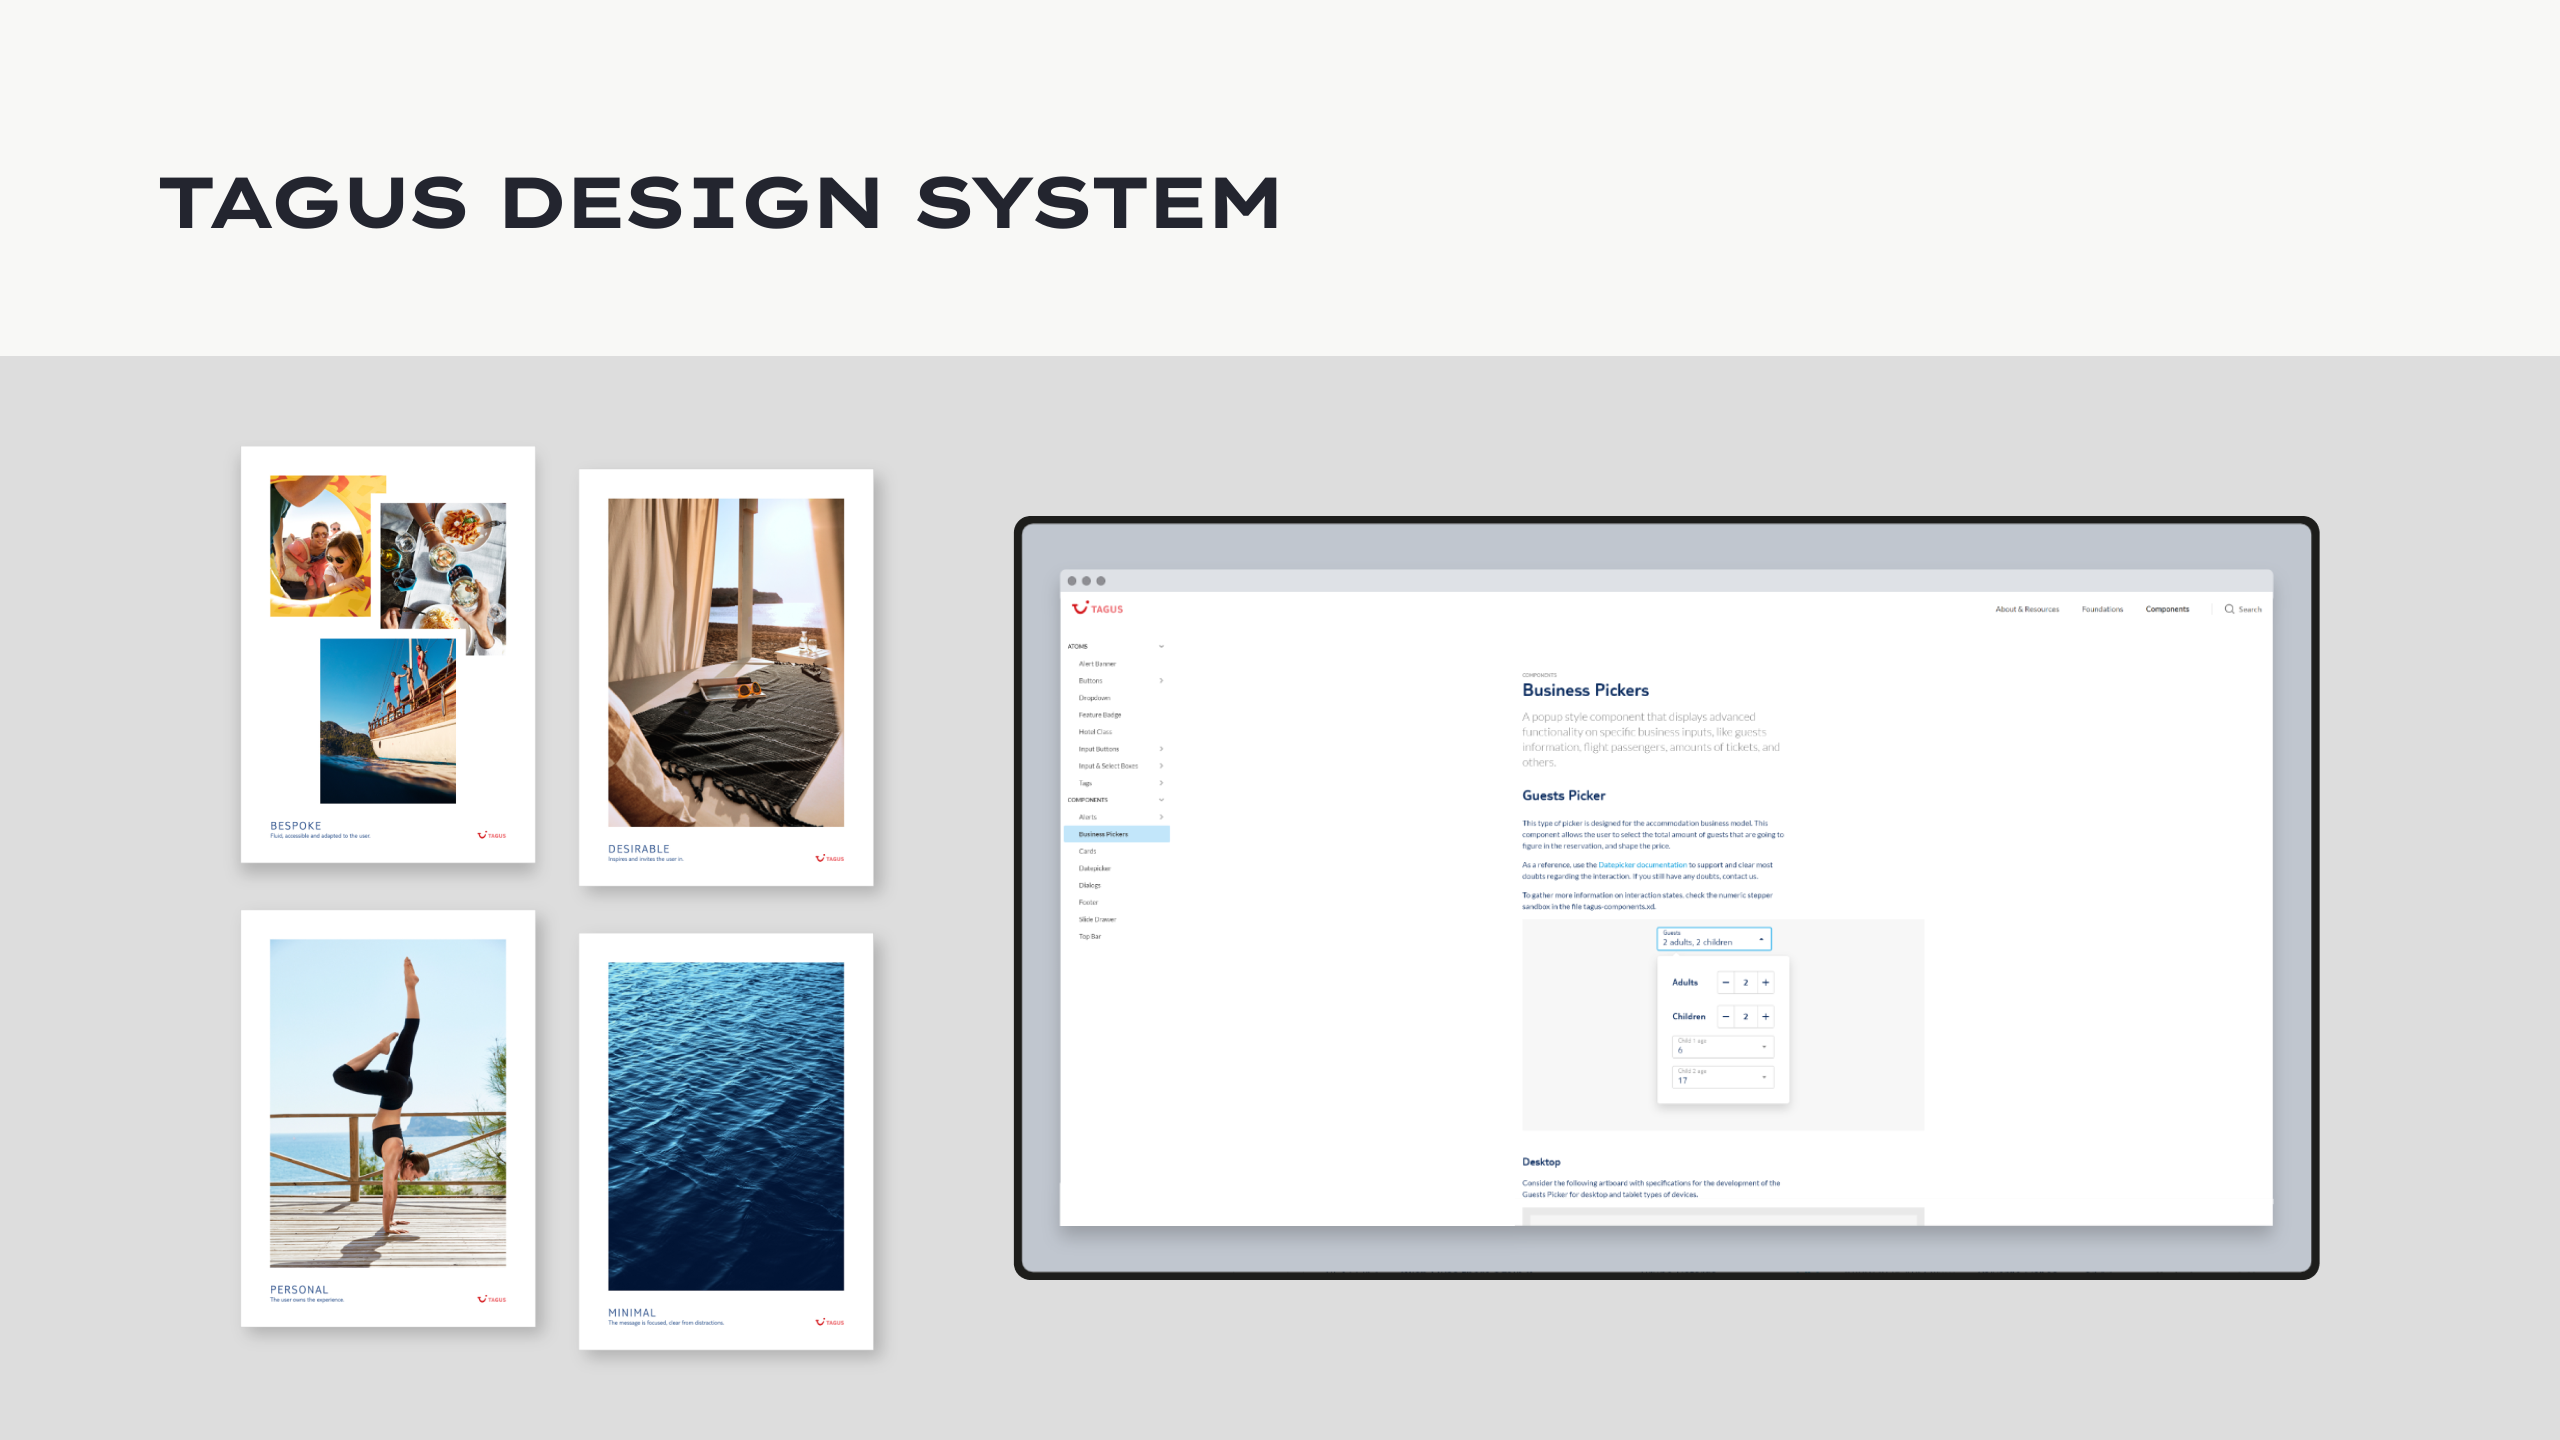 TAGUS DESIGN SYSTEM
BESPOKE
Fluid, accessible and adapted to the user.
TAGUS
DESIRABLE
Inspires and invites the user in.
TAGUS
PERSONAL
The user owns the experience.
TAGUS
MINIMAL
The message is focused, clear from distractions.
TAGUS
TAGUS
About & Resources
Foundations
Components
Search
ATOMS
Alert Banner
Buttons
Dropdown
Feature Badge
Hotel Class
Input Buttons
Input & Select Boxes
Tags
COMPONENTS
Alerts
Business Pickers
Cards
Datepicker
Dialogs
Footer
Slide Drawer
Top Bar
COMPONENTS
Business Pickers
A popup style component that displays advanced
functionality on specific business inputs, like guests
information, flight passengers, amounts of tickets, and
others.
Guests Picker
This type of picker is designed for the accommodation business model. This
component allows the user to select the total amount of guests that are going to
figure in the reservation, and shape the price.
As a reference, use the Datepicker documentation to support and clear most
doubts regarding the interaction. If you still have any doubts, contact us.
To gather more information on interaction states, check the numeric stepper
sandbox in the file tagus-components.xd.
Guests
2 adults, 2 children
Adults − 2 +
Children − 2 +
Child 1 age
6
Child 2 age
17
Desktop
Consider the following artboard with specifications for the development of the
Guests Picker for desktop and tablet types of devices.